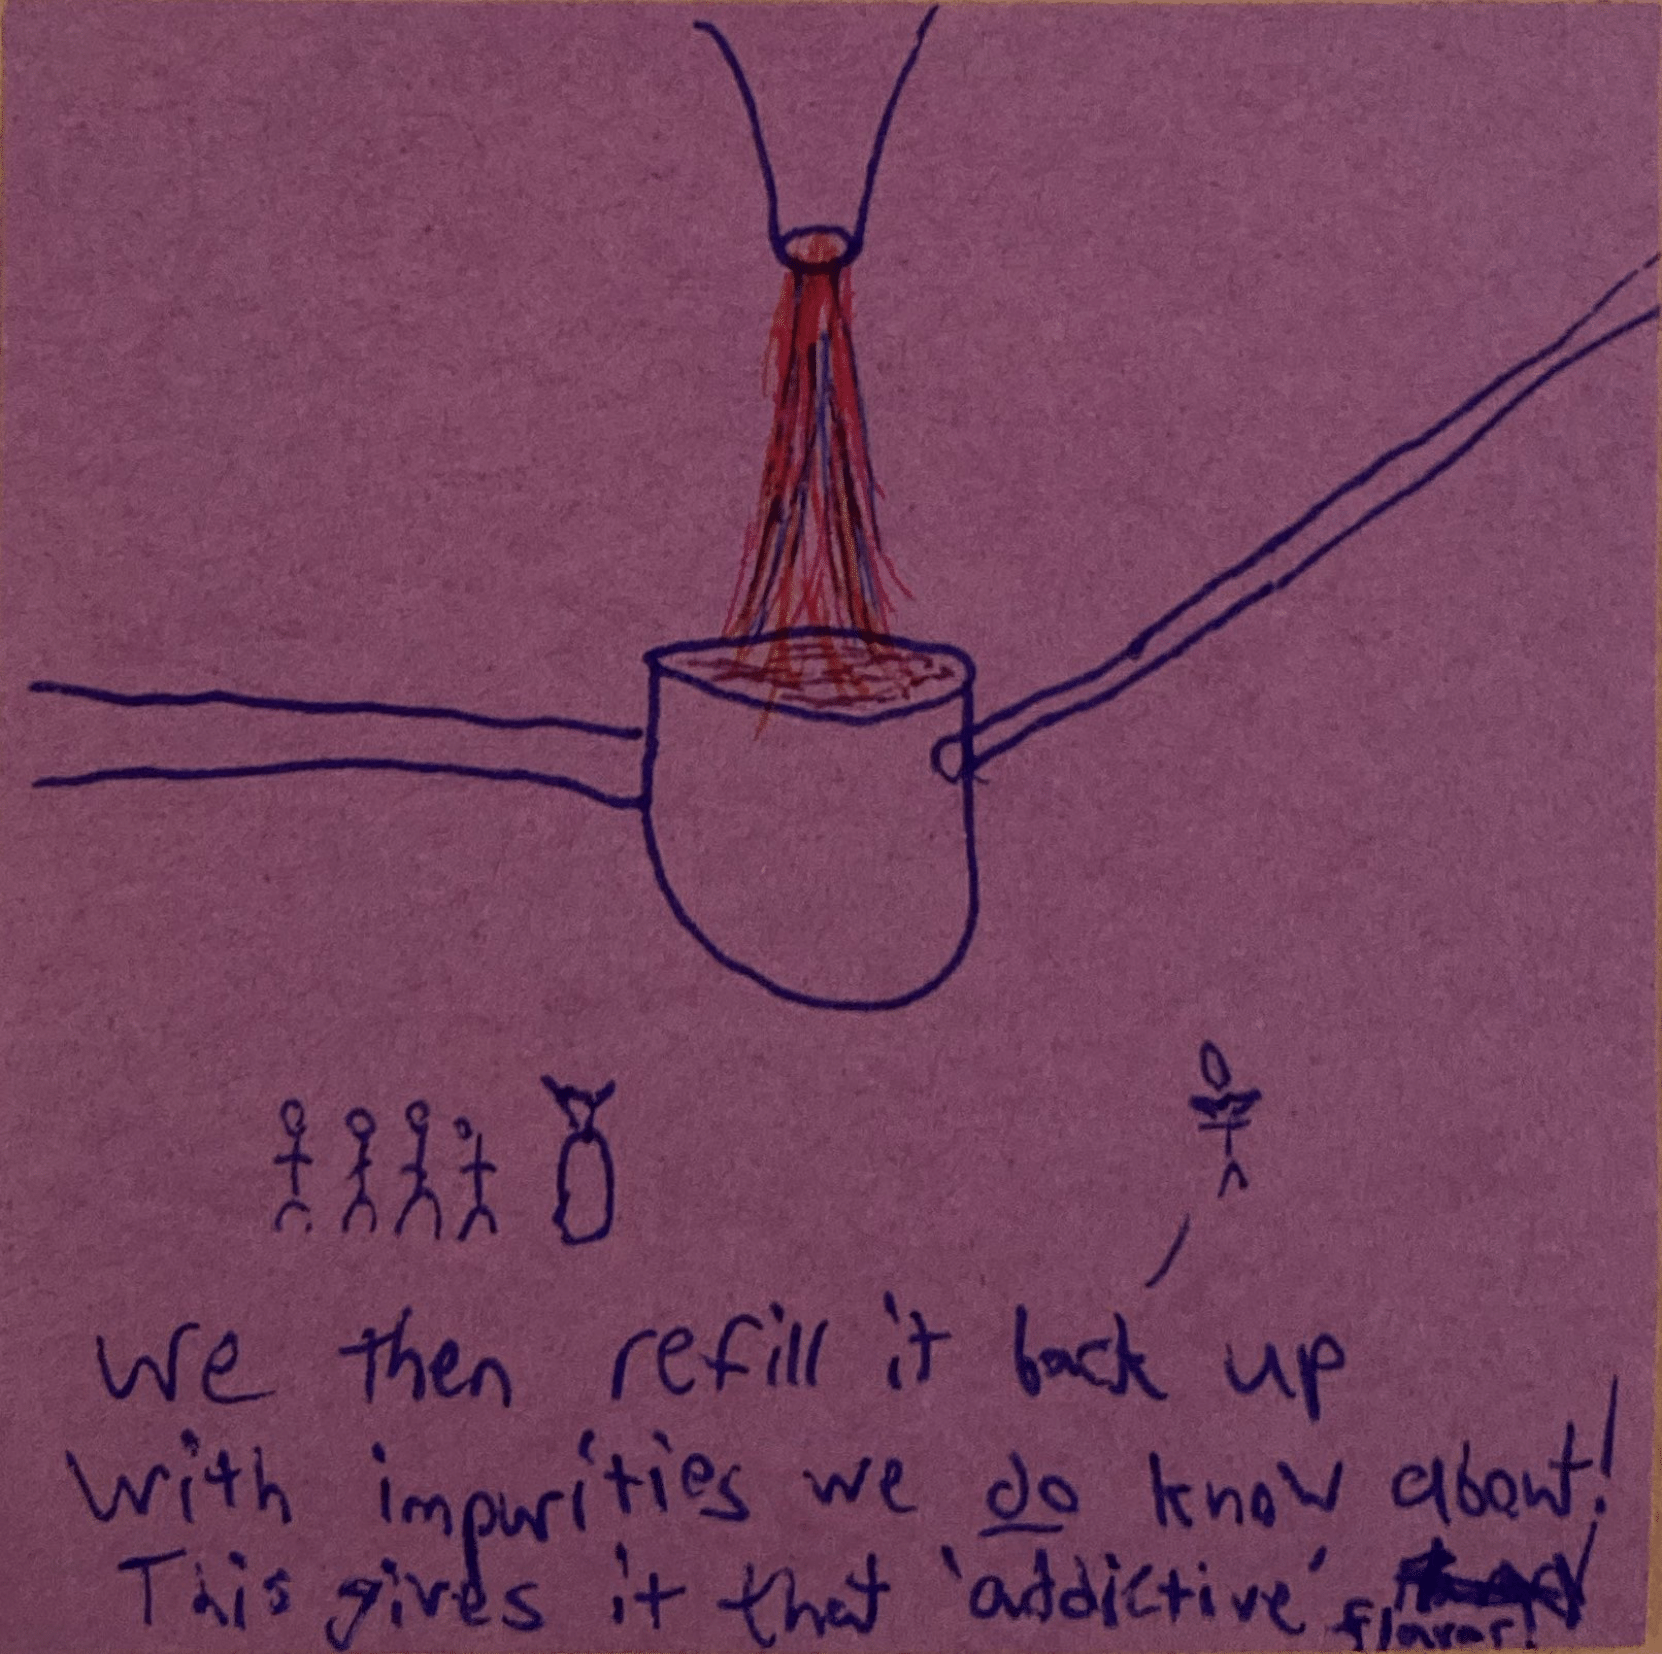 We then refill it back up
with impurities we do know about!
This gives it that 'addictive'
flavor!